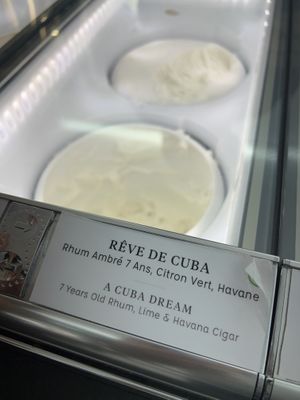 RÊVE DE CUBA
Rhum Ambré 7 Ans, Citron Vert, Havane
A CUBA DREAM
7 Years Old Rhum, Lime & Havana Cigar